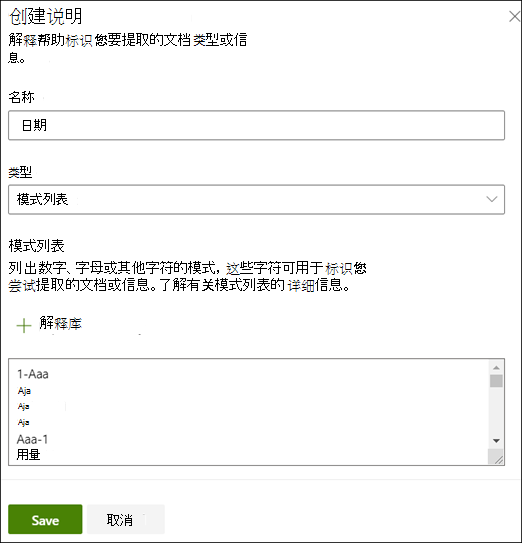 创建说明
解释帮助标识您要提取的文档类型或信
息。
名称
日期
类型
模式列表
模式列表
列出数字、字母或其他字符的模式，这些字符可用于标识您
尝试提取的文档或信息。了解有关模式列表的详细信息。
解释库
1-Aaa
Aja
Aja
Aja
Aaa-1
用量
Save
取消